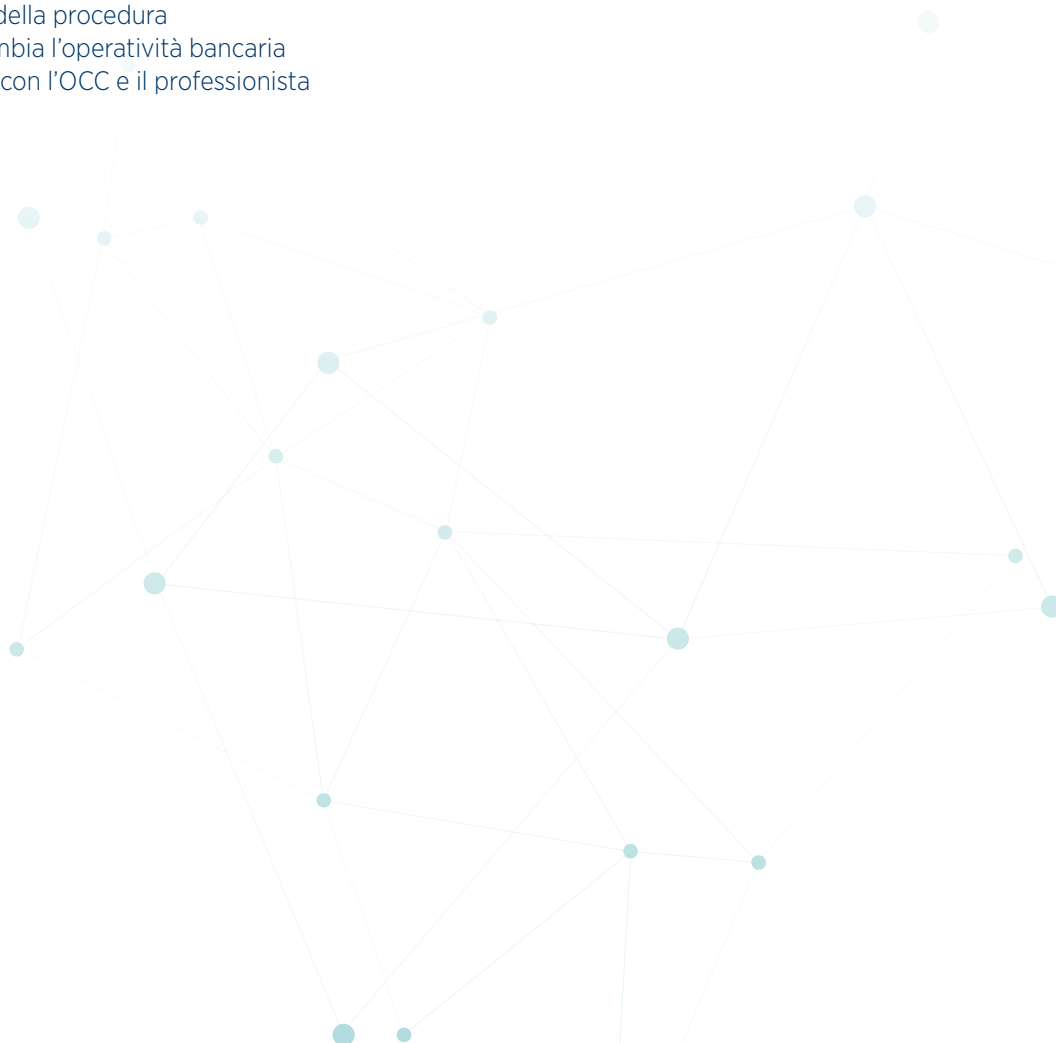 della procedura
mbia l’operatività bancaria
con l’OCC e il professionista